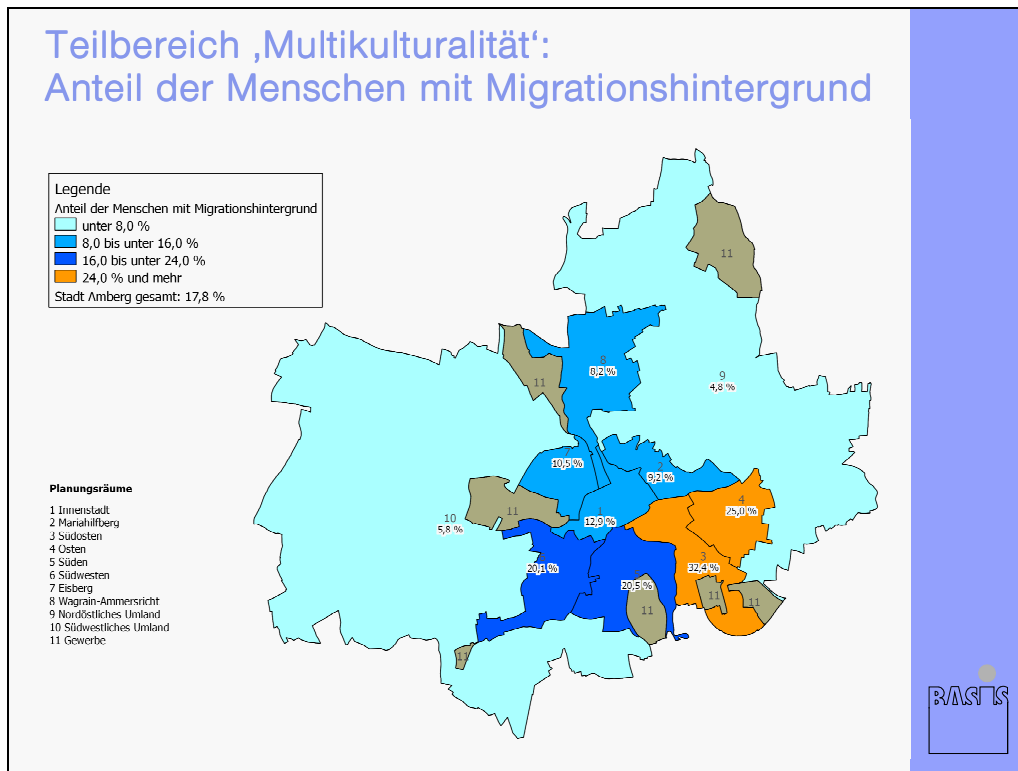 Teilbereich ‚Multikulturalität‘:
Anteil der Menschen mit Migrationshintergrund
Legende
Anteil der Menschen mit Migrationshintergrund
unter 8,0 %
8,0 bis unter 16,0 %
16,0 bis unter 24,0 %
24,0 % und mehr
Stadt Amberg gesamt: 17,8 %
11
8
8,2 %
11
9
4,8 %
7
10,5 %
2
9,2 %
4
25,0 %
11
10
5,8 %
1
12,9 %
3
32,4 %
20,1 %
20,5 %
11
11
11
11
Planungsräume
1 Innenstadt
2 Mariahilfberg
3 Südosten
4 Osten
5 Süden
6 Südwesten
7 Eisberg
8 Wagrain-Ammersricht
9 Nordöstliches Umland
10 Südwestliches Umland
11 Gewerbe
BASIS